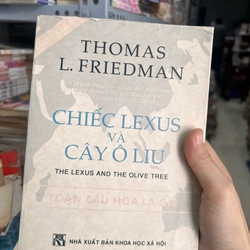 THOMAS
L. FRIEDMAN
CHIẾC LEXUS
VÀ
CÂY Ô LIU
THE LEXUS AND THE OLIVE TREE
TOÀN CẦU HÓA LÀ GÌ
NHÀ XUẤT BẢN KHOA HỌC XÃ HỘI